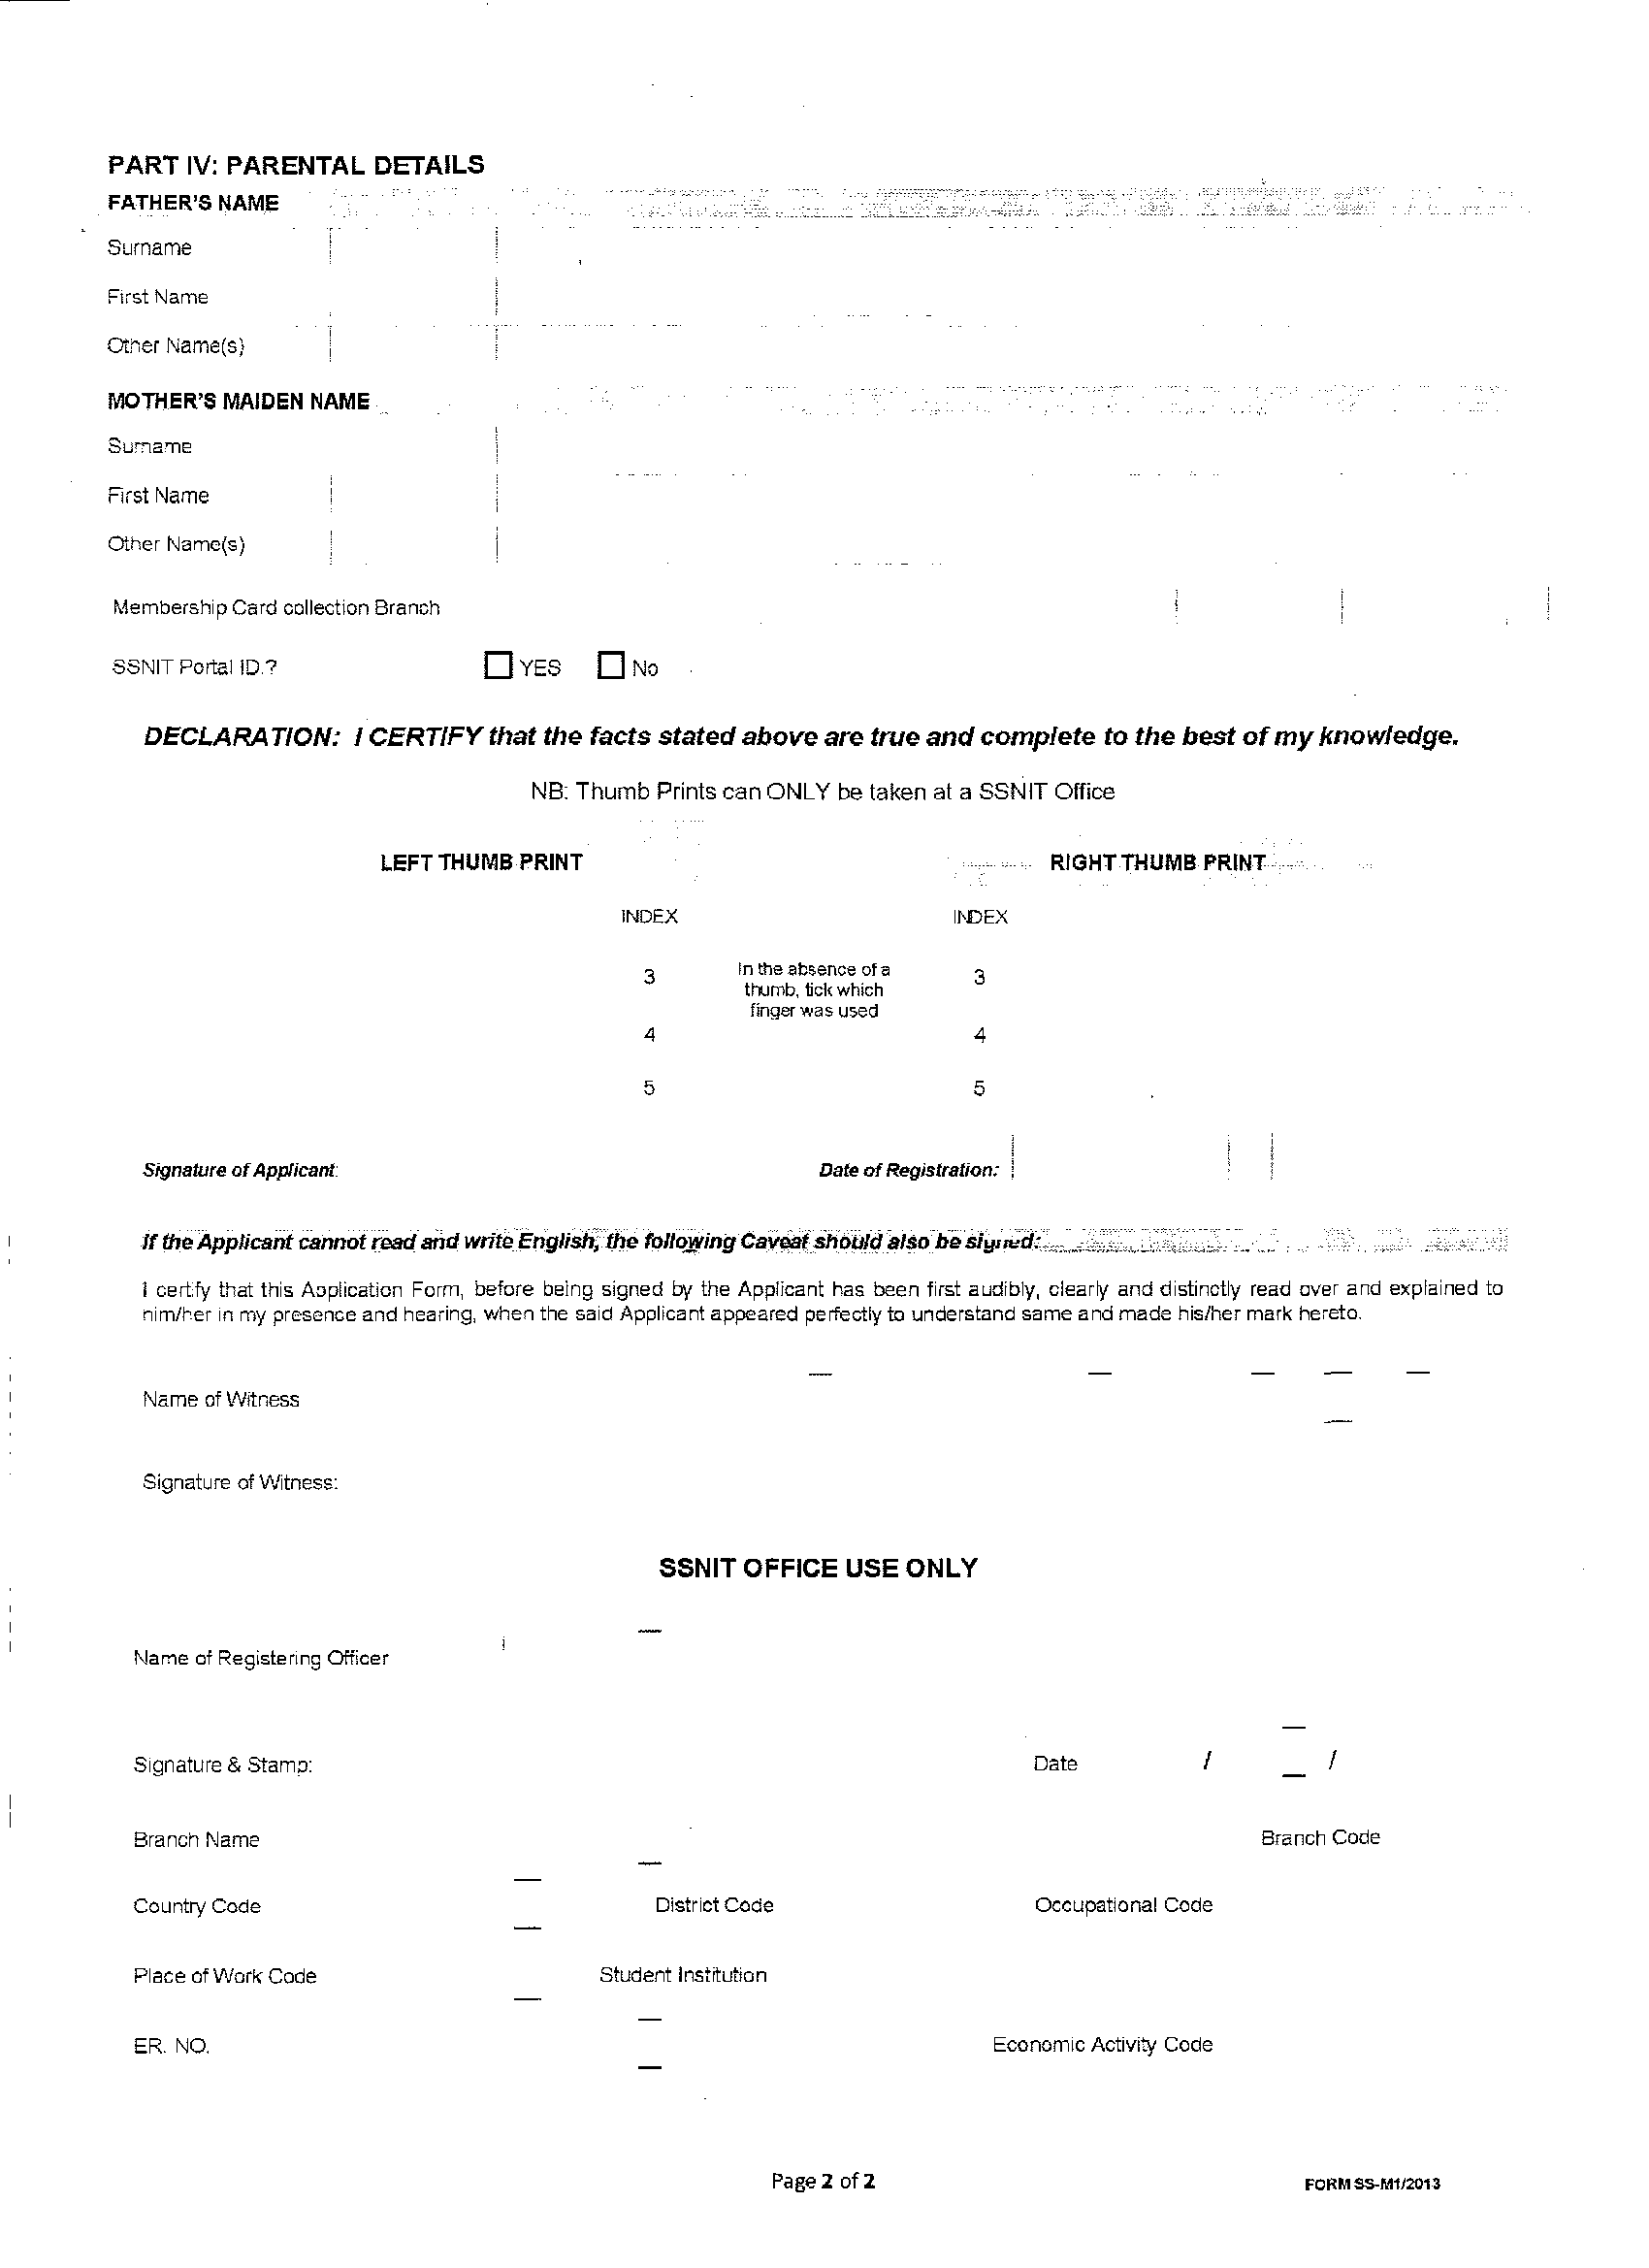 PART IV: PARENTAL DETAILS
FATHER'S NAME
Surname
First Name
Other Name(s)
MOTHER'S MAIDEN NAME
Surname
First Name
Other Name(s)
Membership Card collection Branch
SSNIT Portal ID.? YES No
DECLARATION: I CERTIFY that the facts stated above are true and complete to the best of my knowledge.
NB: Thumb Prints can ONLY be taken at a SSNIT Office
LEFT THUMB PRINT RIGHT THUMB PRINT
INDEX INDEX
3 In the absence of a 3
thumb, tick which
finger was used
4 4
5 5
Signature of Applicant: Date of Registration:
If the Applicant cannot read and write English, the following Caveat should also be signed:
I certify that this Application Form, before being signed by the Applicant has been first audibly, clearly and distinctly read over and explained to
him/her in my presence and hearing, when the said Applicant appeared perfectly to understand same and made his/her mark hereto.
Name of Witness
Signature of Witness:
SSNIT OFFICE USE ONLY
Name of Registering Officer
Signature & Stamp: Date / /
Branch Name Branch Code
Country Code District Code Occupational Code
Place of Work Code Student Institution
ER. NO. Economic Activity Code
Page 2 of 2 FORM SS-M1/2013